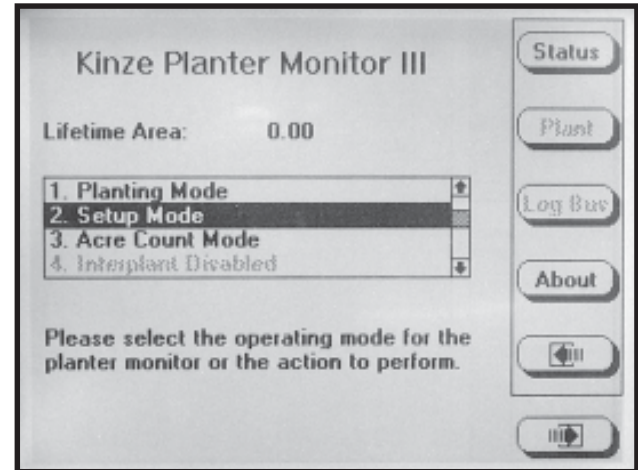 Kinze Planter Monitor III
Lifetime Area: 0.00
1. Planting Mode
2. Setup Mode
3. Acre Count Mode
4. Interplant Disabled
Please select the operating mode for the
planter monitor or the action to perform.
Status
Plant
Log Bus
About